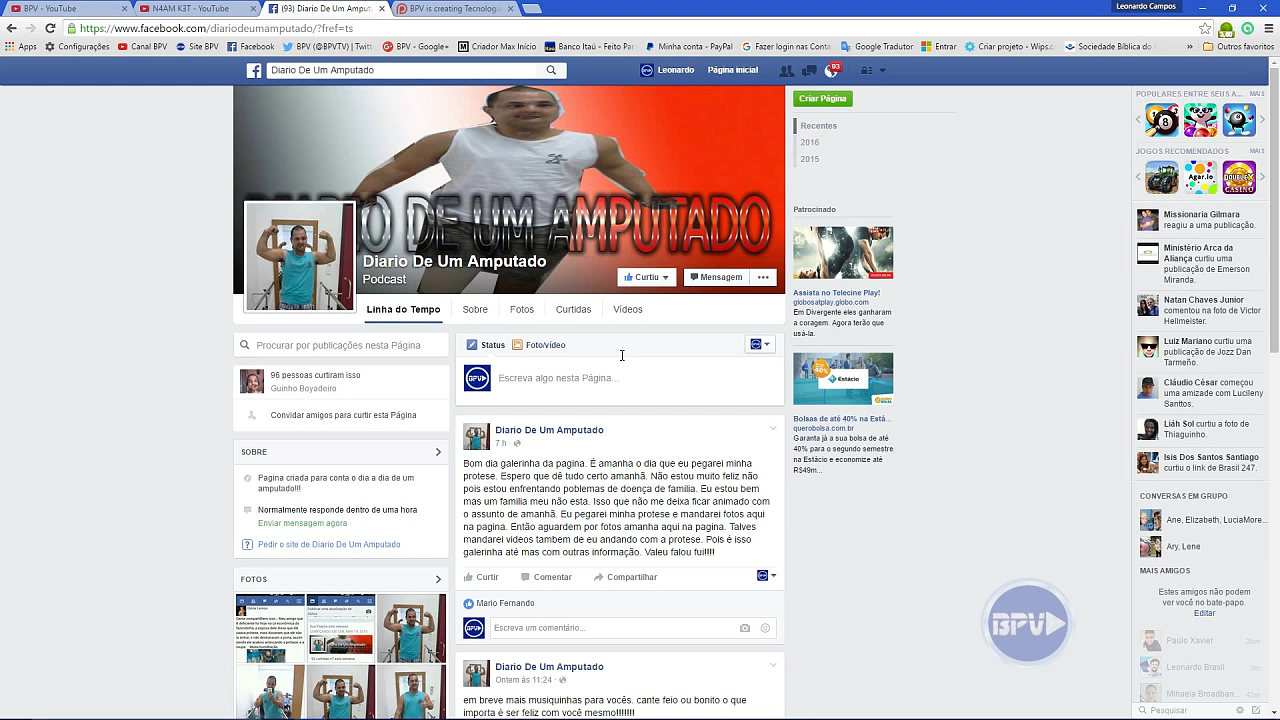 BPV - YouTube
N4AM K3T - YouTube
(93) Diario De Um Amputa
BPV is creating Tecnologi
Leonardo Campos
https://www.facebook.com/diariodeumamputado/?fref=ts
Apps
Configurações
Canal BPV
Site BPV
Facebook
BPV (@BPVTV) | Twitt
BPV - Google+
Criador Max Início
Banco Itaú - Feito Par
Minha conta - PayPal
Fazer login nas Conta
Google Tradutor
Entrar
Criar projeto - Wips.c
Sociedade Bíblica do
»
Outros favoritos
Diario De Um Amputado
Leonardo
Página inicial
93
DIARIO DE UM AMPUTADO
Diario De Um Amputado
Podcast
Curtiu
Mensagem
•••
Linha do Tempo
Sobre
Fotos
Curtidas
Vídeos
Procurar por publicações nesta Página
96 pessoas curtiram isso
Guinho Boyadeiro
Convidar amigos para curtir esta Página
SOBRE
Pagina criada para conta o dia a dia de um
amputado!!!
Normalmente responde dentro de uma hora
Enviar mensagem agora
Pedir o site de Diario De Um Amputado
FOTOS
Status
Foto/vídeo
BPV
Escreva algo nesta Página...
Diario De Um Amputado
7 h ·
Bom dia galerinha da pagina. É amanha o dia que eu pegarei minha
protese. Espero que dê tudo certo amanhã. Não estou muito feliz não
pois estou enfrentando poblemas de doença de família. Eu estou bem
mas um família meu não esta. Isso que não me deixa ficar animado com
o assunto de amanhã. Eu pegarei minha protese e mandarei fotos aqui
na pagina. Então aguardem por fotos amanha aqui na pagina. Talves
mandarei videos tambem de eu andando com a protese. Pois é isso
galerinha até mas com outras informação. Valeu falou fui!!!!
Curtir
Comentar
Compartilhar
Mario Fernando
BPV
Escreva um comentário...
Diario De Um Amputado
Ontem às 11:24 ·
em breve mais musiquinhas para vocês. cante feio ou bonito o que
importa é ser feliz com você mesmo!!!!!!!
Criar Página
Recentes
2016
2015
Patrocinado
Assista no Telecine Play!
globosatplay.globo.com
Em Divergente eles ganharam
a coragem. Agora terão que
usá-la.
Estácio
Bolsas de até 40% na Está...
querobolsa.com.br
Garanta já a sua bolsa de até
40% para o segundo semestre
na Estácio e economize até
R$49m...
POPULARES ENTRE SEUS A...
MAIS
JOGOS RECOMENDADOS
MAIS
Agar.io
Missionaria Gilmara
reagiu a uma publicação.
Ministério Arca da
Aliança curtiu uma
publicação de Emerson
Miranda.
Natan Chaves Junior
comentou na foto de Victor
Hellmeister.
Luiz Mariano curtiu uma
publicação de Jozz Dan
Tarmeño.
Cláudio César começou
uma amizade com Lucileny
Santtos.
Liáh Sol curtiu a foto de
Thiaguinho.
Isis Dos Santos Santiago
curtiu o link de Brasil 247.
CONVERSAS EM GRUPO
Ane, Elizabeth, LuciaMore...
Ary, Lene
MAIS AMIGOS
Estes amigos não podem
ver você no bate-papo.
Editar
Paulo Xavier
Leonardo Brasil
Mihaela Broadban...
Pesquisar
BPV